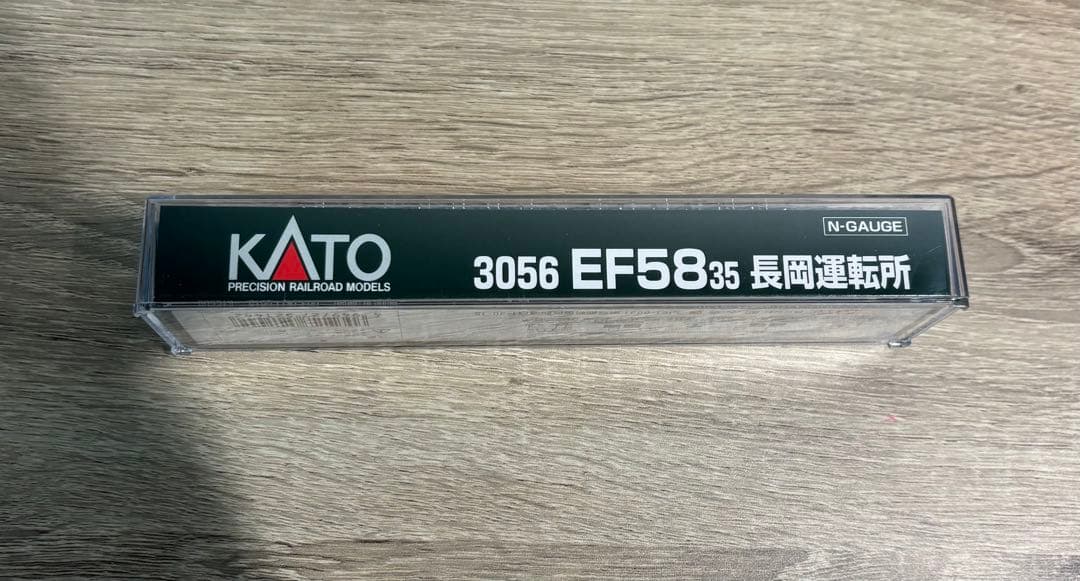 N-GAUGE
KATO
PRECISION RAILROAD MODELS
3056 EF58 35 長岡運転所